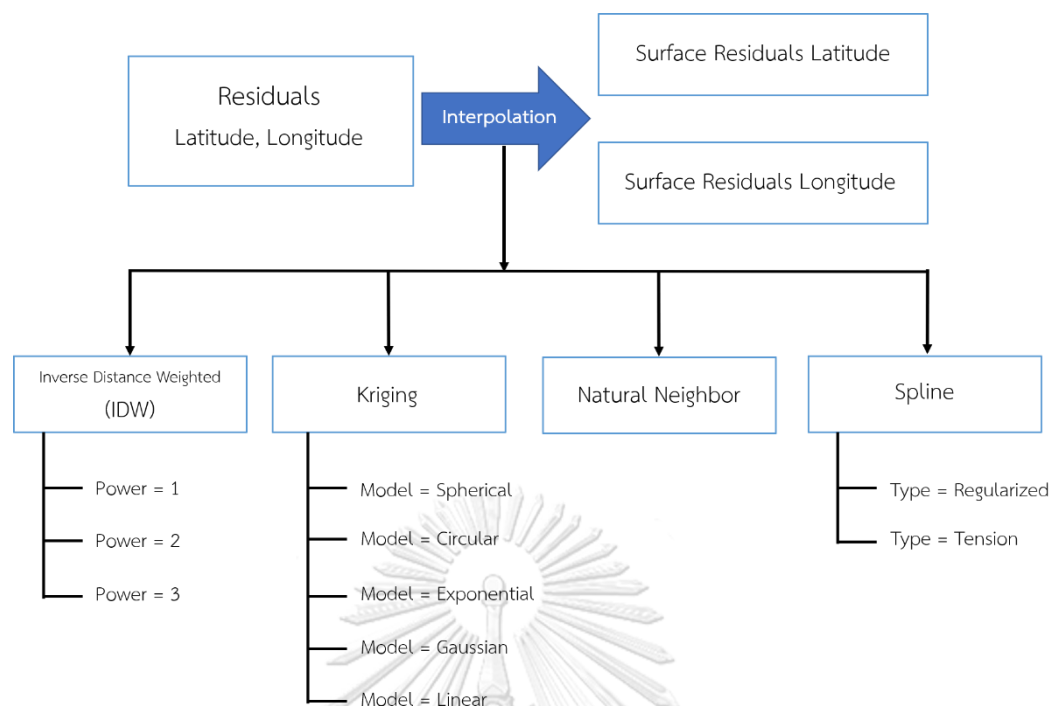 Residuals
Latitude, Longitude
Interpolation
Surface Residuals Latitude
Surface Residuals Longitude
Inverse Distance Weighted
(IDW)
Power = 1
Power = 2
Power = 3
Kriging
Model = Spherical
Model = Circular
Model = Exponential
Model = Gaussian
Model = Linear
Natural Neighbor
Spline
Type = Regularized
Type = Tension